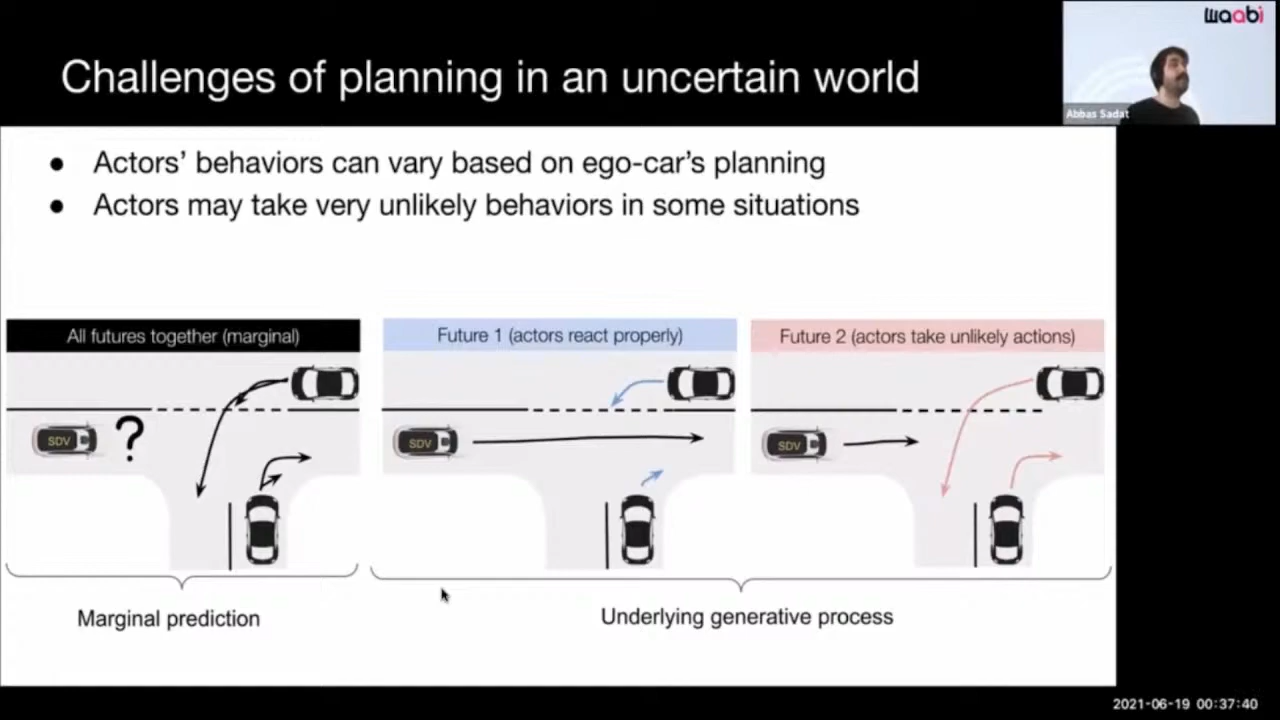 waabi
Challenges of planning in an uncertain world
Abbas Sadat
● Actors’ behaviors can vary based on ego-car’s planning
● Actors may take very unlikely behaviors in some situations
All futures together (marginal)
Future 1 (actors react properly)
Future 2 (actors take unlikely actions)
SDV ?
SDV
SDV
Marginal prediction
Underlying generative process
2021-06-19 00:37:40